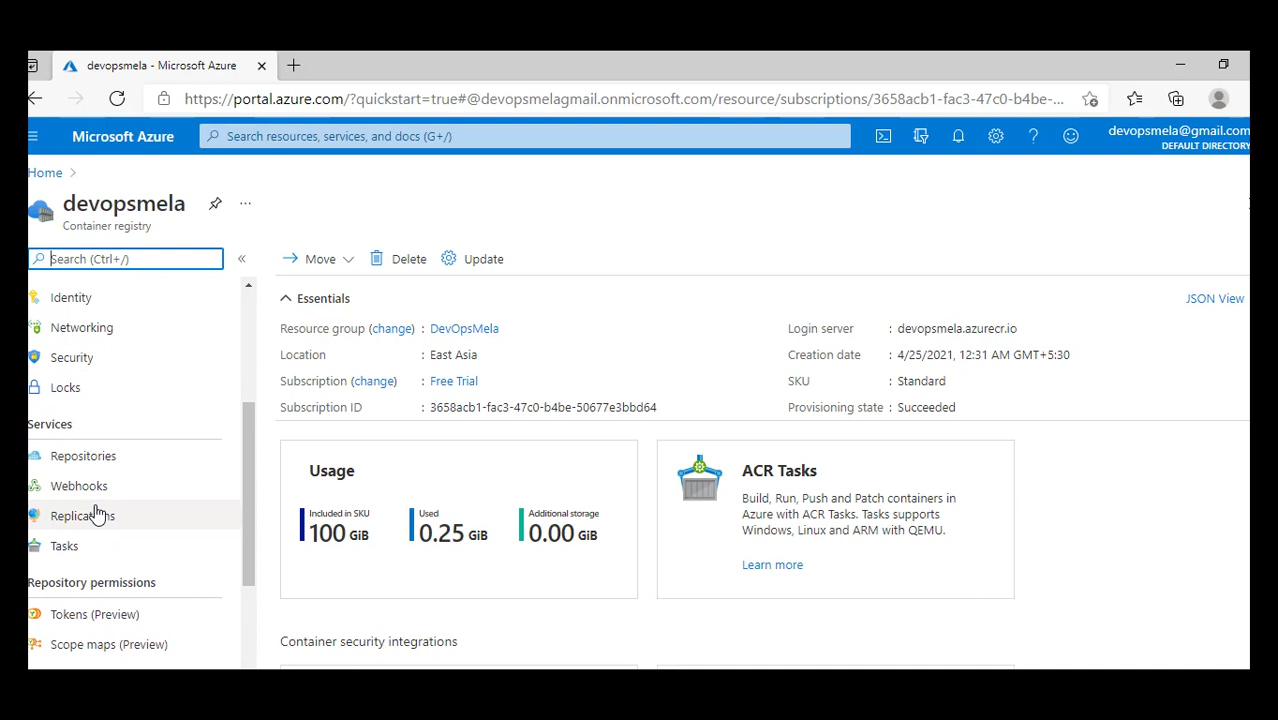 devopsmela - Microsoft Azure
https://portal.azure.com/?quickstart=true#@devopsmelagmail.onmicrosoft.com/resource/subscriptions/3658acb1-fac3-47c0-b4be-...
Microsoft Azure
Search resources, services, and docs (G+/)
devopsmela@gmail.com
DEFAULT DIRECTORY
Home
devopsmela
Container registry
Search (Ctrl+/)
«
Move
Delete
Update
Identity
Networking
Security
Locks
Services
Repositories
Webhooks
Replications
Tasks
Repository permissions
Tokens (Preview)
Scope maps (Preview)
Essentials
JSON View
Resource group (change) : DevOpsMela
Location : East Asia
Subscription (change) : Free Trial
Subscription ID : 3658acb1-fac3-47c0-b4be-50677e3bbd64
Login server : devopsmela.azurecr.io
Creation date : 4/25/2021, 12:31 AM GMT+5:30
SKU : Standard
Provisioning state : Succeeded
Usage
Included in SKU
100 GiB
Used
0.25 GiB
Additional storage
0.00 GiB
ACR Tasks
Build, Run, Push and Patch containers in
Azure with ACR Tasks. Tasks supports
Windows, Linux and ARM with QEMU.
Learn more
Container security integrations